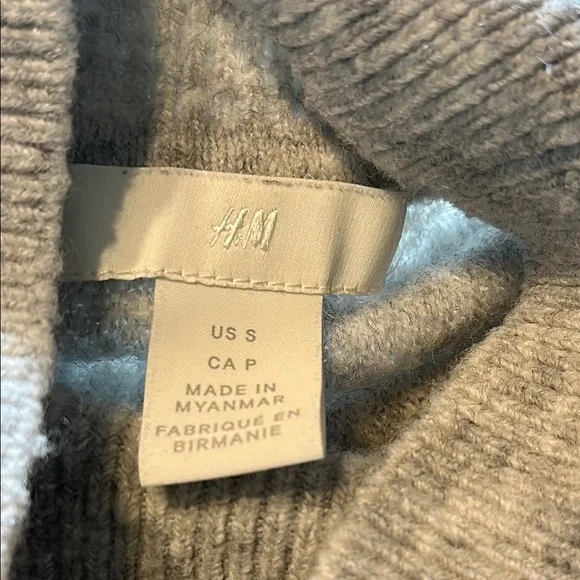 H&M
US S
CA P
MADE IN
MYANMAR
FABRIQUÉ EN
BIRMANIE